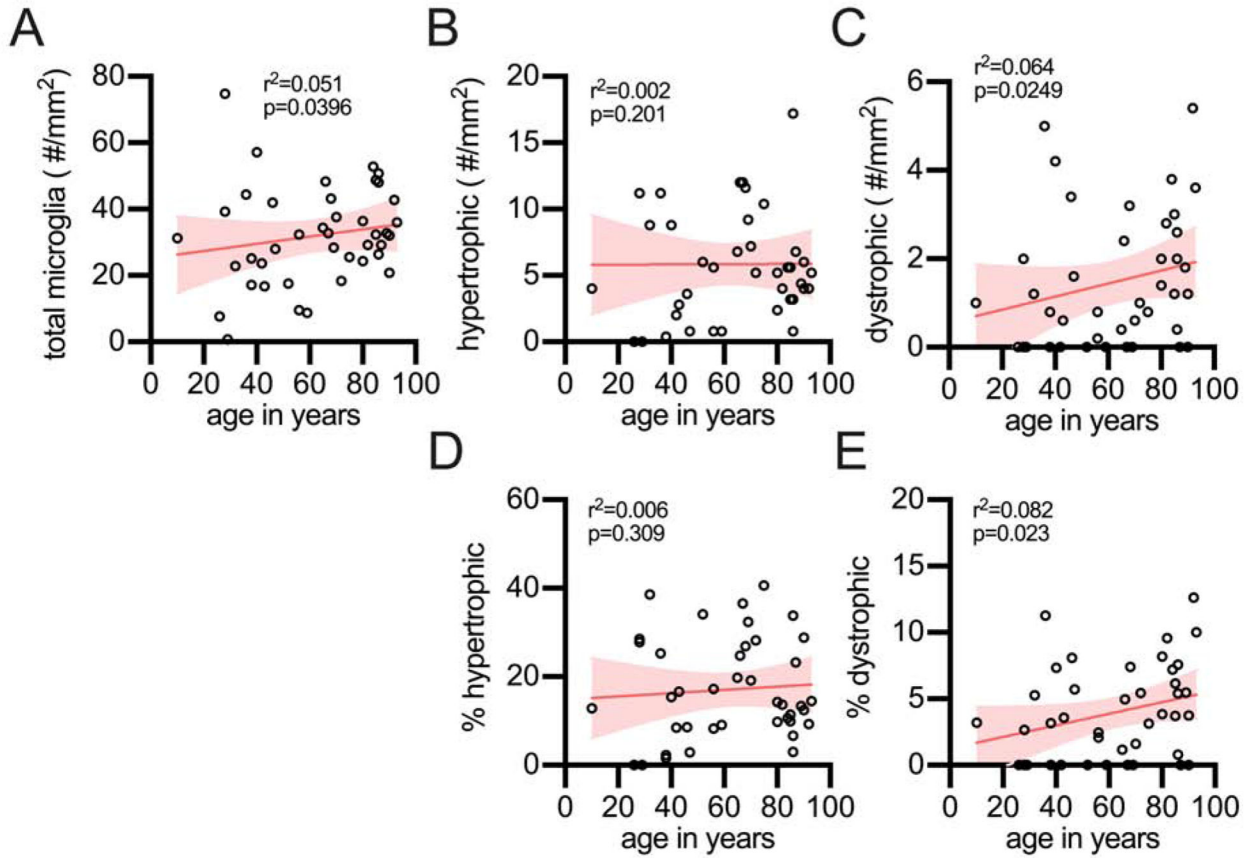 A
r²=0.051
p=0.0396
total microglia ( #/mm²)
80
60
40
20
0
0 20 40 60 80 100
age in years
B
r²=0.002
p=0.201
hypertrophic ( #/mm²)
20
15
10
5
0
0 20 40 60 80 100
age in years
C
r²=0.064
p=0.0249
dystrophic ( #/mm²)
6
4
2
0
0 20 40 60 80 100
age in years
D
r²=0.006
p=0.309
% hypertrophic
60
40
20
0
0 20 40 60 80 100
age in years
E
r²=0.082
p=0.023
% dystrophic
20
15
10
5
0
0 20 40 60 80 100
age in years